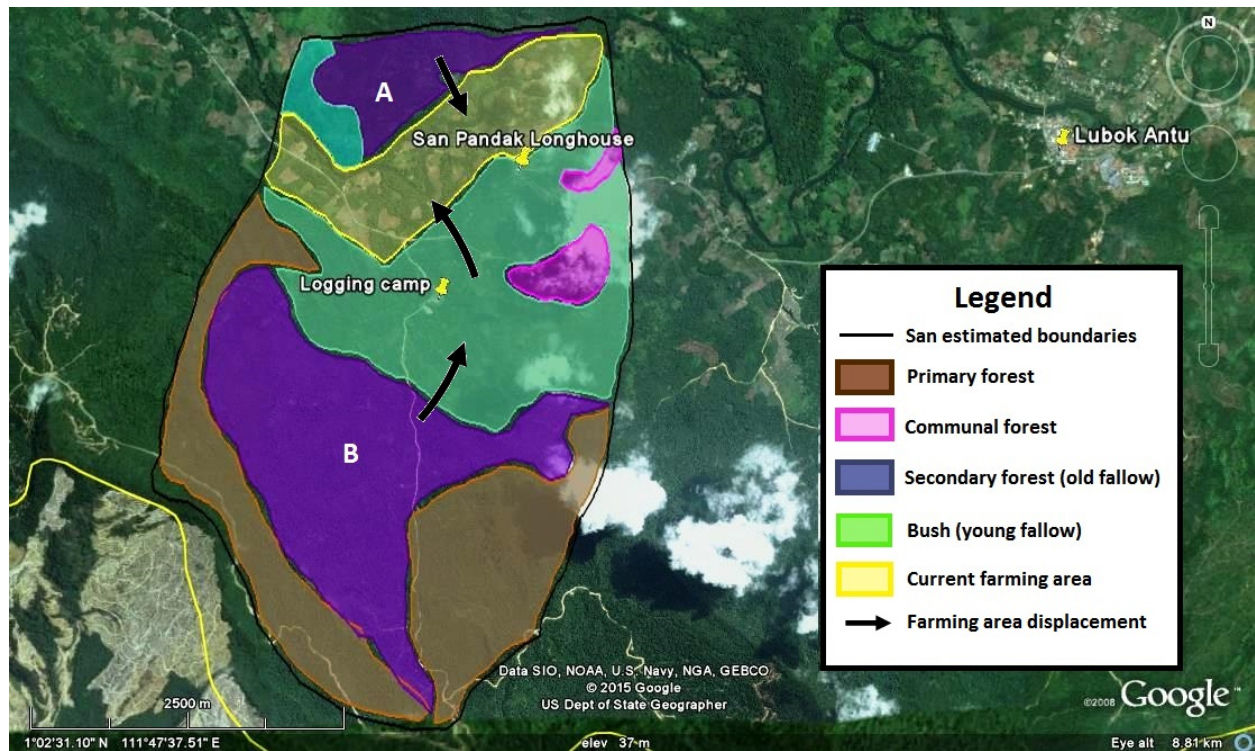 N
A
San Pandak Longhouse
Lubok Antu
Logging camp
B
Legend
San estimated boundaries
Primary forest
Communal forest
Secondary forest (old fallow)
Bush (young fallow)
Current farming area
Farming area displacement
Data SIO, NOAA, U.S. Navy, NGA, GEBCO
© 2015 Google
US Dept of State Geographer
2500 m
©2008 Google™
1°02'31.10" N 111°47'37.51" E
elev 37 m
Eye alt 8.81 km